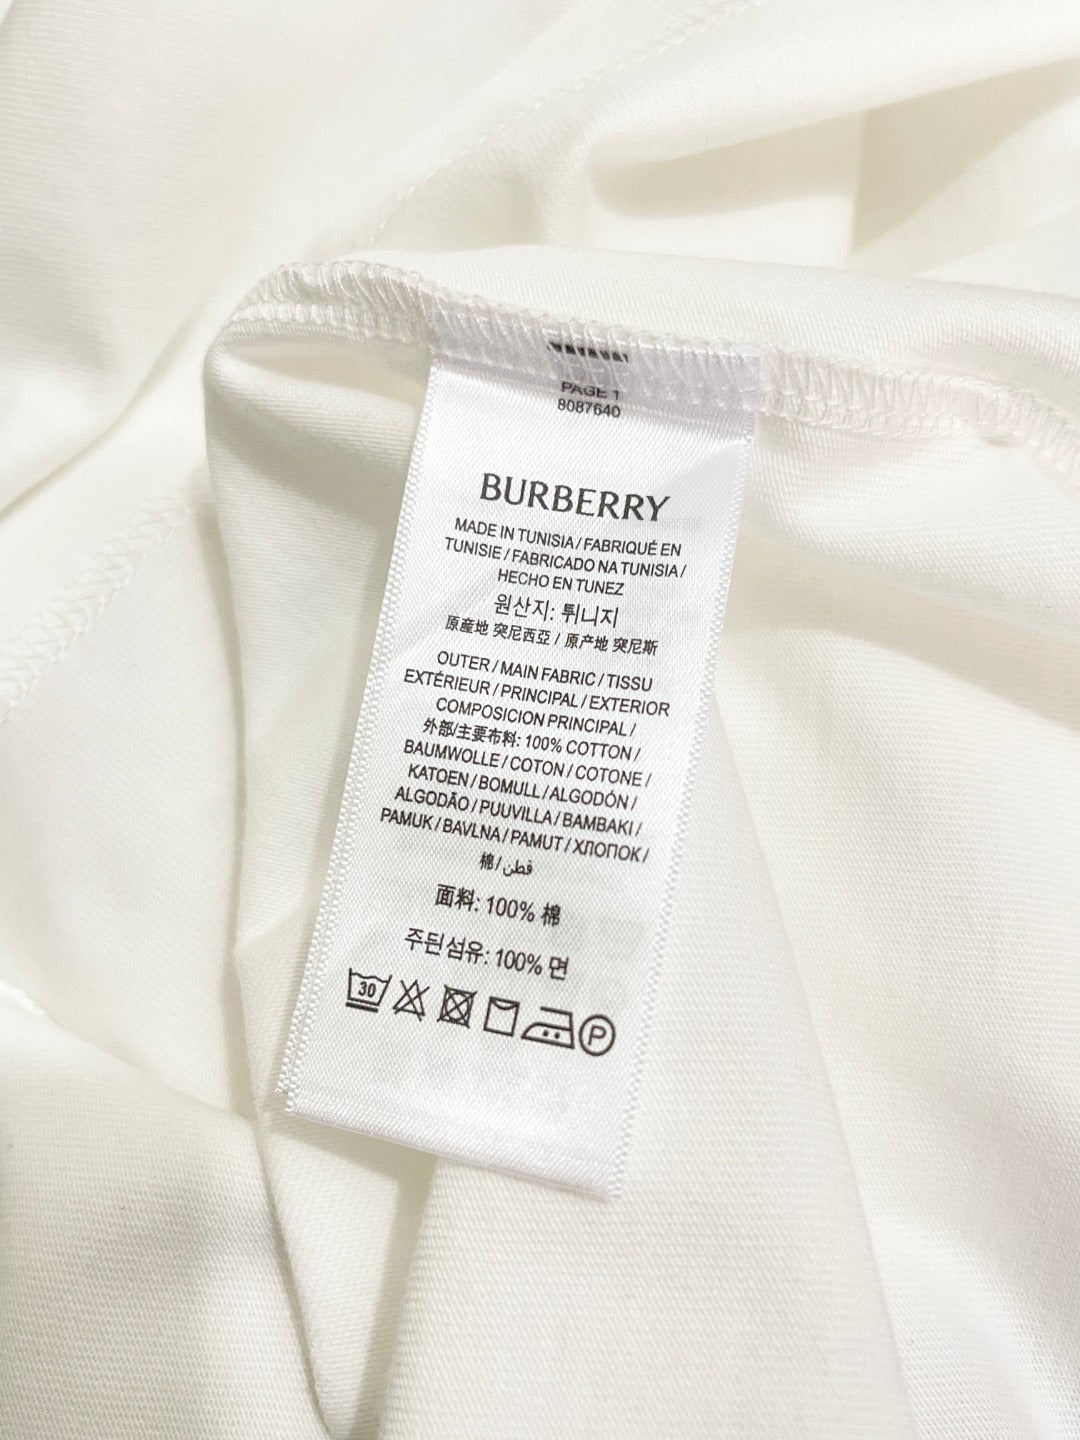 PAGE 1
8087640
BURBERRY
MADE IN TUNISIA / FABRIQUÉ EN
TUNISIE / FABRICADO NA TUNISIA /
HECHO EN TUNEZ
원산지: 튀니지
原産地 突尼西亞 / 原产地 突尼斯
OUTER / MAIN FABRIC / TISSU
EXTÉRIEUR / PRINCIPAL / EXTERIOR
COMPOSICION PRINCIPAL /
外部/主要布料: 100% COTTON /
BAUMWOLLE / COTON / COTONE /
KATOEN / BOMULL / ALGODÓN /
ALGODÃO / PUUVILLA / BAMBAKI /
PAMUK / BAVLNA / PAMUT / ХЛОПОК /
棉 / قطن
面料: 100% 棉
주된섬유: 100% 면
30
P